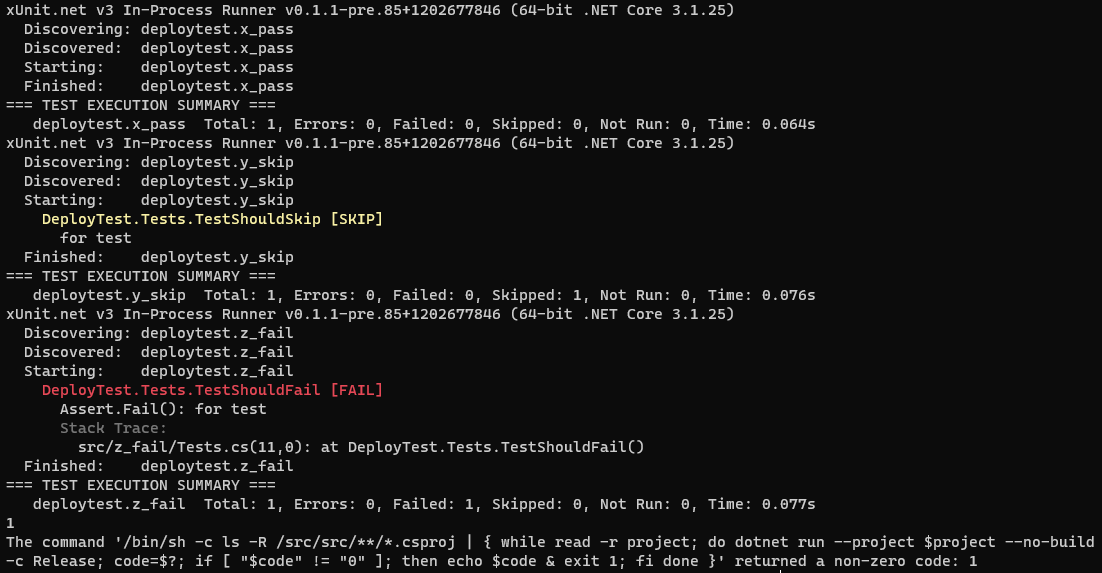 xUnit.net v3 In-Process Runner v0.1.1-pre.85+1202677846 (64-bit .NET Core 3.1.25)
  Discovering: deploytest.x_pass
  Discovered:  deploytest.x_pass
  Starting:    deploytest.x_pass
  Finished:    deploytest.x_pass
=== TEST EXECUTION SUMMARY ===
   deploytest.x_pass  Total: 1, Errors: 0, Failed: 0, Skipped: 0, Not Run: 0, Time: 0.064s
xUnit.net v3 In-Process Runner v0.1.1-pre.85+1202677846 (64-bit .NET Core 3.1.25)
  Discovering: deploytest.y_skip
  Discovered:  deploytest.y_skip
  Starting:    deploytest.y_skip
    DeployTest.Tests.TestShouldSkip [SKIP]
      for test
  Finished:    deploytest.y_skip
=== TEST EXECUTION SUMMARY ===
   deploytest.y_skip  Total: 1, Errors: 0, Failed: 0, Skipped: 1, Not Run: 0, Time: 0.076s
xUnit.net v3 In-Process Runner v0.1.1-pre.85+1202677846 (64-bit .NET Core 3.1.25)
  Discovering: deploytest.z_fail
  Discovered:  deploytest.z_fail
  Starting:    deploytest.z_fail
    DeployTest.Tests.TestShouldFail [FAIL]
      Assert.Fail(): for test
      Stack Trace:
        src/z_fail/Tests.cs(11,0): at DeployTest.Tests.TestShouldFail()
  Finished:    deploytest.z_fail
=== TEST EXECUTION SUMMARY ===
   deploytest.z_fail  Total: 1, Errors: 0, Failed: 1, Skipped: 0, Not Run: 0, Time: 0.077s
1
The command '/bin/sh -c ls -R /src/src/**/*.csproj | { while read -r project; do dotnet run --project $project --no-build
-c Release; code=$?; if [ "$code" != "0" ]; then echo $code & exit 1; fi done }' returned a non-zero code: 1